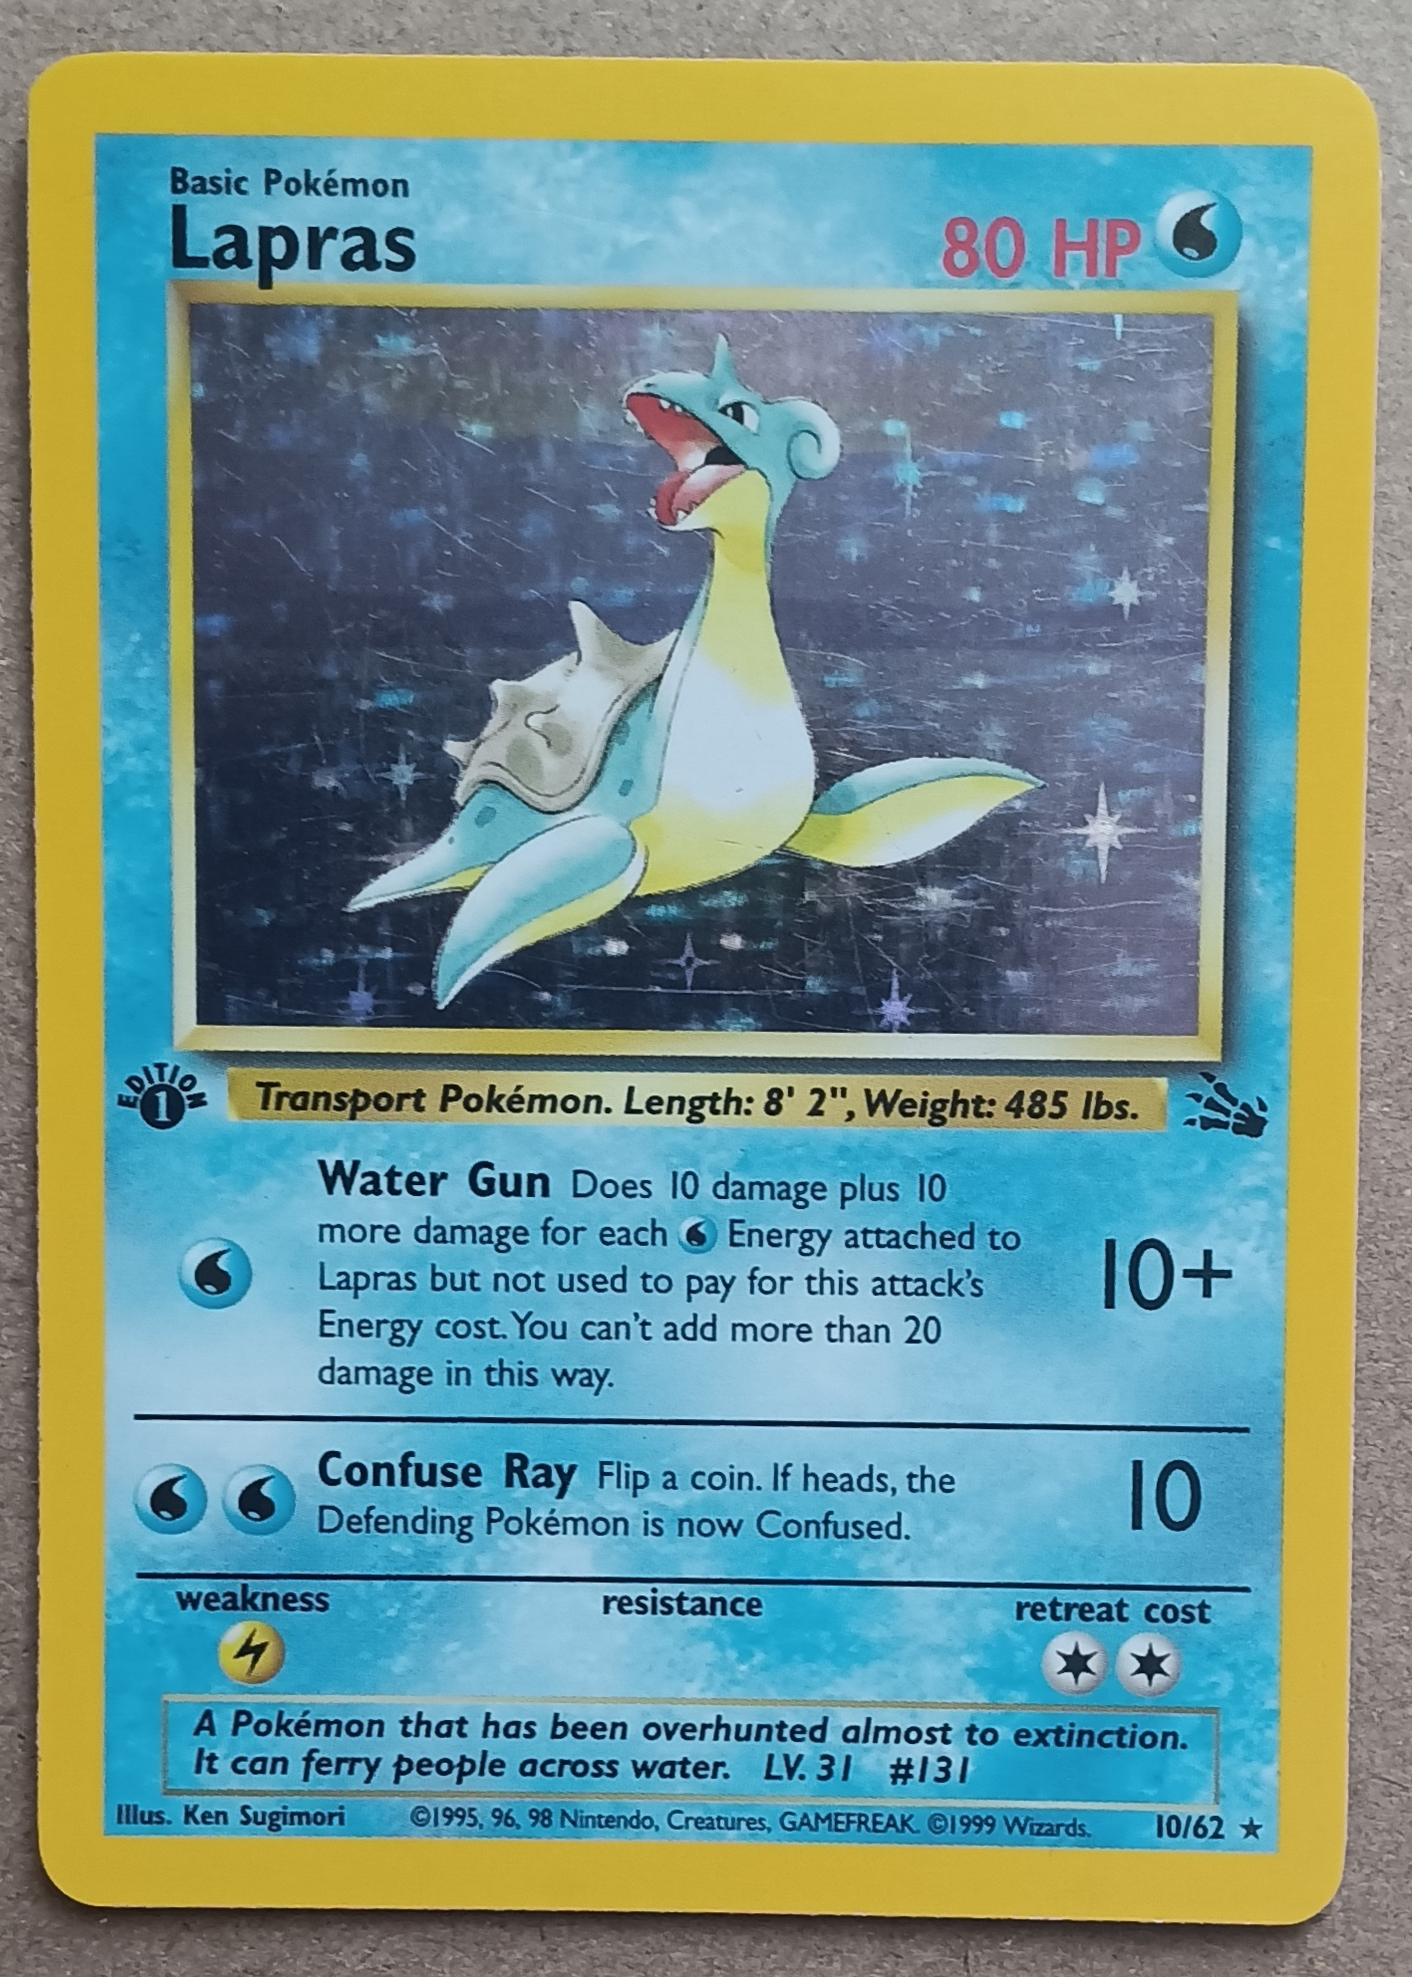 Basic Pokémon
Lapras
80 HP
EDITION
1
Transport Pokémon. Length: 8' 2", Weight: 485 lbs.
Water Gun Does 10 damage plus 10
more damage for each Energy attached to
Lapras but not used to pay for this attack's
Energy cost. You can't add more than 20
damage in this way.
10+
Confuse Ray Flip a coin. If heads, the
Defending Pokémon is now Confused.
10
weakness resistance retreat cost
A Pokémon that has been overhunted almost to extinction.
It can ferry people across water. LV. 31 #131
Illus. Ken Sugimori ©1995, 96, 98 Nintendo, Creatures, GAMEFREAK. ©1999 Wizards. 10/62 ★